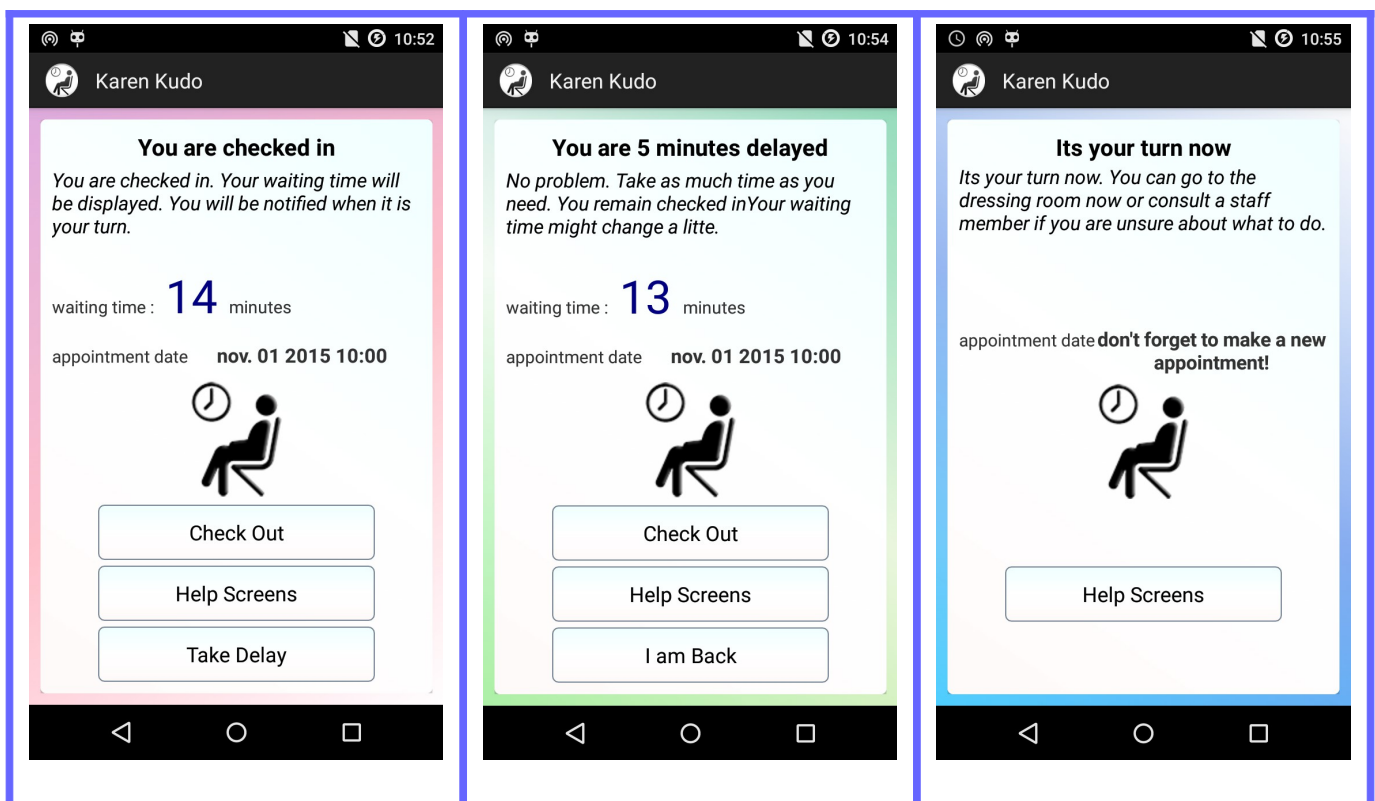 10:52
Karen Kudo
You are checked in
You are checked in. Your waiting time will
be displayed. You will be notified when it is
your turn.
waiting time : 14 minutes
appointment date nov. 01 2015 10:00
Check Out
Help Screens
Take Delay
10:54
Karen Kudo
You are 5 minutes delayed
No problem. Take as much time as you
need. You remain checked inYour waiting
time might change a litte.
waiting time : 13 minutes
appointment date nov. 01 2015 10:00
Check Out
Help Screens
I am Back
10:55
Karen Kudo
Its your turn now
Its your turn now. You can go to the
dressing room now or consult a staff
member if you are unsure about what to do.
appointment date don't forget to make a new
appointment!
Help Screens